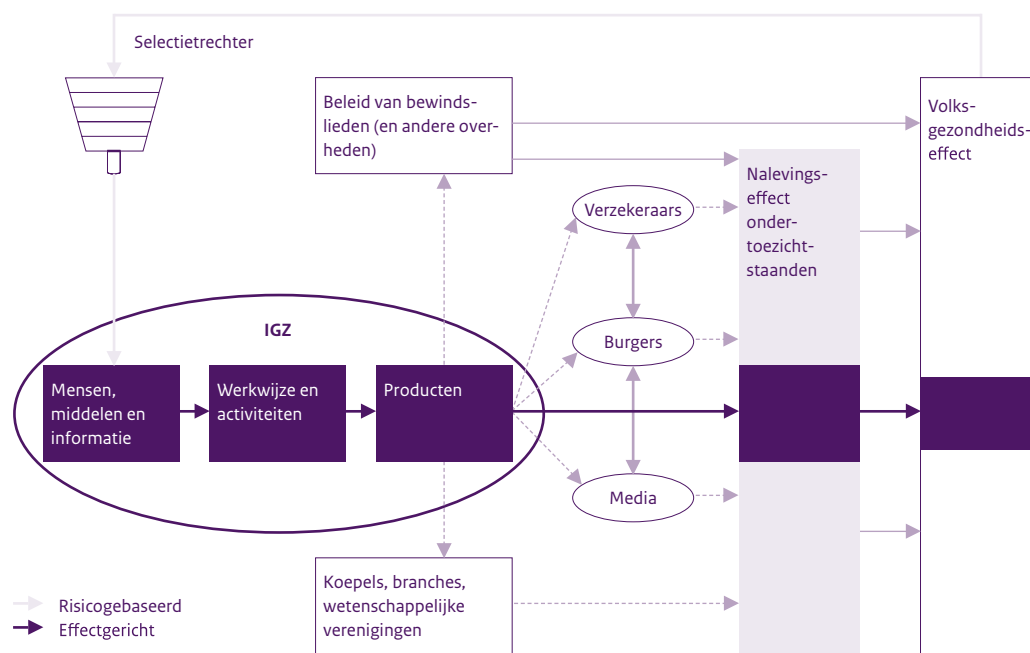 Selectietrechter
Beleid van bewinds-
lieden (en andere over-
heden)
Volks-
gezondheids-
effect
Nalevings-
effect
onder-
toezicht-
staanden
Verzekeraars
IGZ
Burgers
Mensen,
middelen en
informatie
Werkwijze en
activiteiten
Producten
Media
Koepels, branches,
wetenschappelijke
verenigingen
Risicogebaseerd
Effectgericht